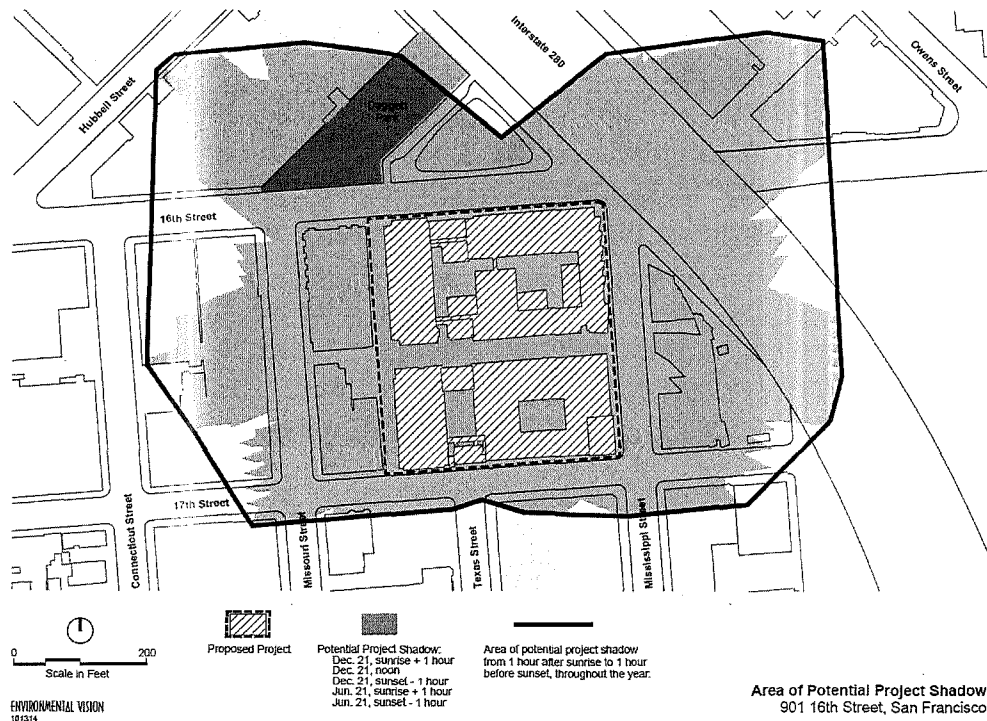 Interstate 280
Owens Street
Hubbell Street
Daggett
Park
16th Street
17th Street
Connecticut Street
Missouri Street
Texas Street
Mississippi Street
0 200
Scale in Feet
Proposed Project
Potential Project Shadow:
Dec. 21, sunrise + 1 hour
Dec. 21, noon
Dec. 21, sunset - 1 hour
Jun. 21, sunrise + 1 hour
Jun. 21, sunset - 1 hour
Area of potential project shadow
from 1 hour after sunrise to 1 hour
before sunset, throughout the year.
ENVIRONMENTAL VISION
101314
Area of Potential Project Shadow
901 16th Street, San Francisco